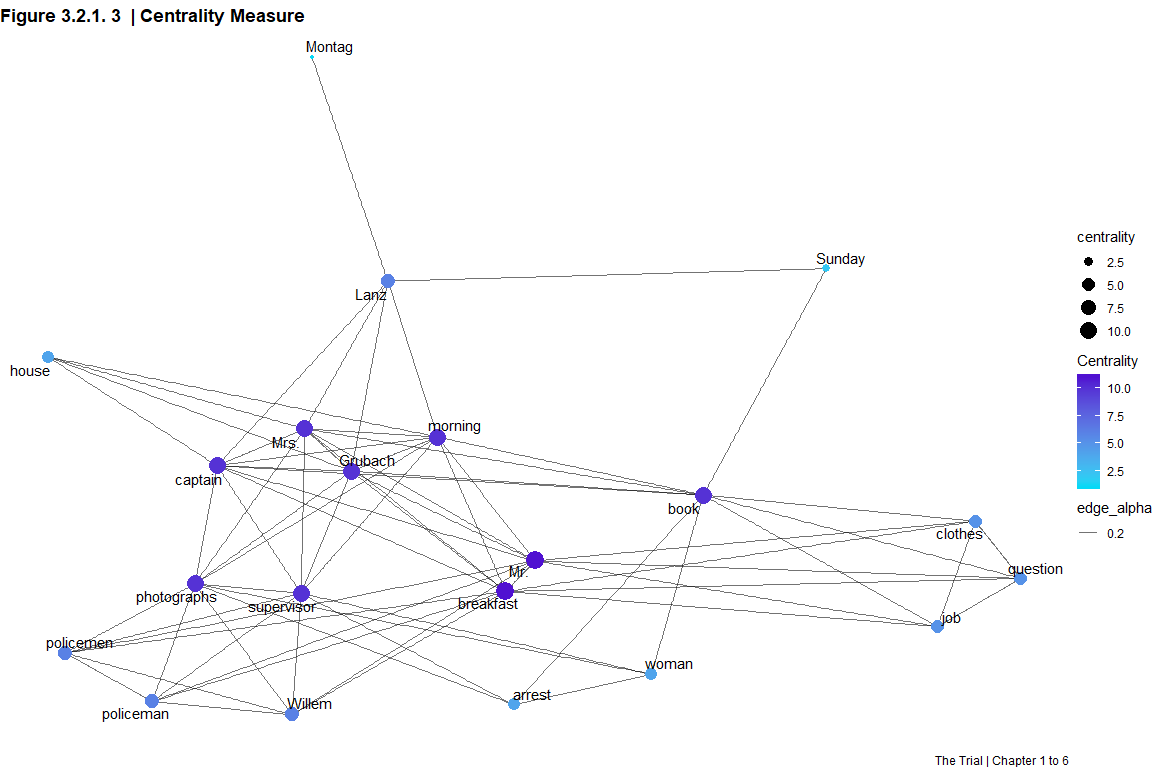 Figure 3.2.1. 3 | Centrality Measure
Montag
Sunday
Lanz
house
morning
Mrs.
Grubach
captain
book
clothes
question
Mr.
photographs
supervisor
breakfast
job
policemen
woman
arrest
Willem
policeman
centrality
2.5
5.0
7.5
10.0
Centrality
10.0
7.5
5.0
2.5
edge_alpha
0.2
The Trial | Chapter 1 to 6